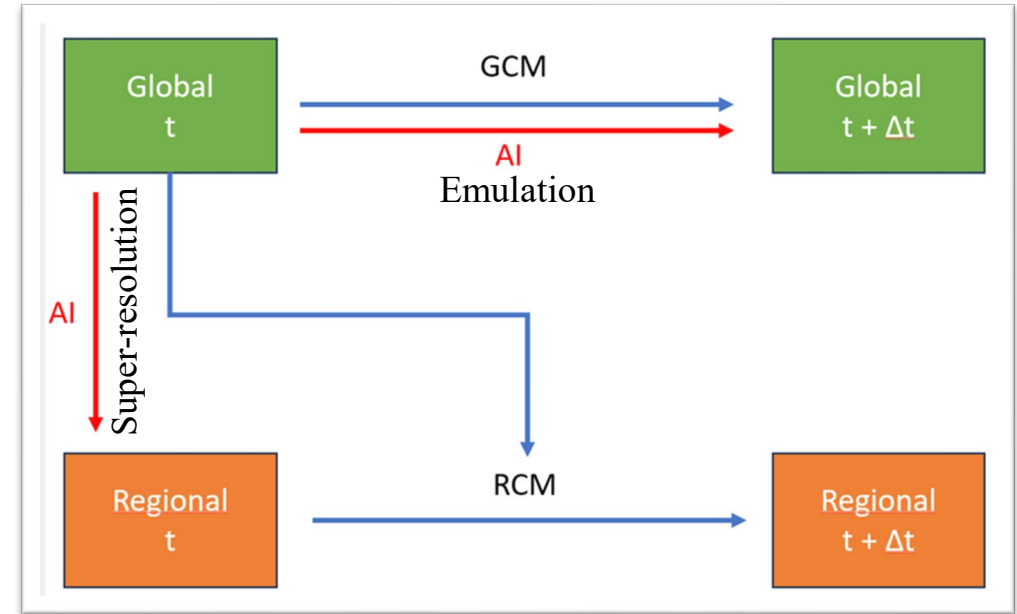 Global
t
GCM
AI
Emulation
Global
t + Δt
AI
Super-resolution
Regional
t
RCM
Regional
t + Δt